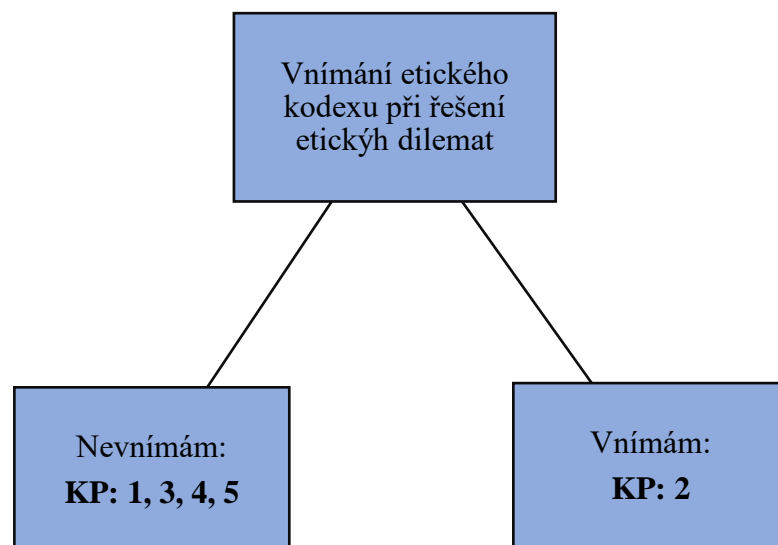 Vnímání etického
kodexu při řešení
etickýh dilemat
Nevnímám:
KP: 1, 3, 4, 5
Vnímám:
KP: 2